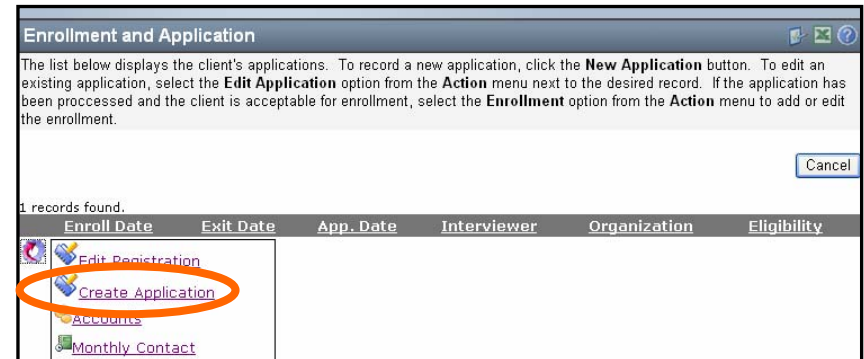 Enrollment and Application
The list below displays the client's applications. To record a new application, click the New Application button. To edit an
existing application, select the Edit Application option from the Action menu next to the desired record. If the application has
been proccessed and the client is acceptable for enrollment, select the Enrollment option from the Action menu to add or edit
the enrollment.
Cancel
1 records found.
Enroll Date Exit Date App. Date Interviewer Organization Eligibility
Edit Registration
Create Application
Accounts
Monthly Contact